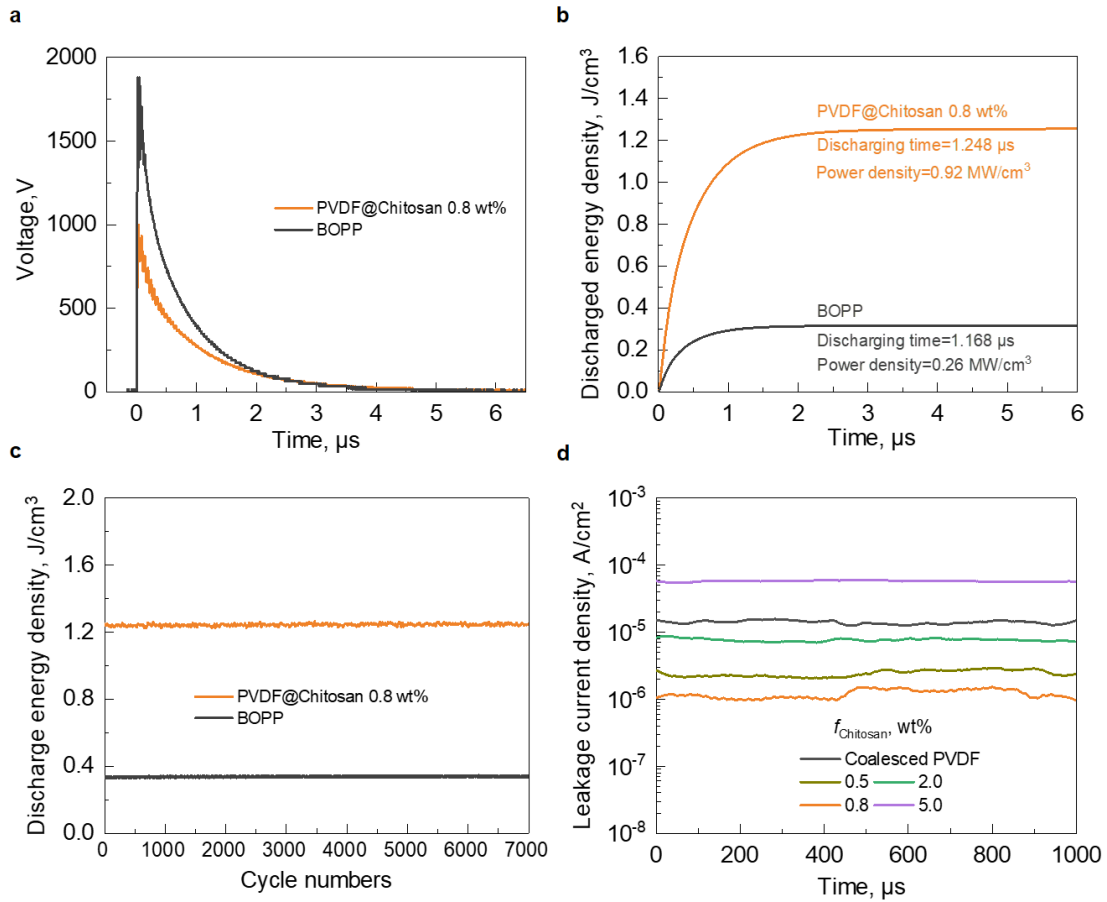 a
2000
1500
1000
500
0
Voltage,V
PVDF@Chitosan 0.8 wt%
BOPP
0 1 2 3 4 5 6
Time, μs
b
1.6
1.4
1.2
1.0
0.8
0.6
0.4
0.2
0.0
Discharged energy density, J/cm³
PVDF@Chitosan 0.8 wt%
Discharging time=1.248 μs
Power density=0.92 MW/cm³
BOPP
Discharging time=1.168 μs
Power density=0.26 MW/cm³
0 1 2 3 4 5 6
Time, μs
c
2.0
1.6
1.2
0.8
0.4
0.0
Discharge energy density, J/cm³
PVDF@Chitosan 0.8 wt%
BOPP
0 1000 2000 3000 4000 5000 6000 7000
Cycle numbers
d
10⁻³
10⁻⁴
10⁻⁵
10⁻⁶
10⁻⁷
10⁻⁸
Leakage current density, A/cm²
fChitosan, wt%
Coalesced PVDF
0.5 2.0
0.8 5.0
0 200 400 600 800 1000
Time, μs